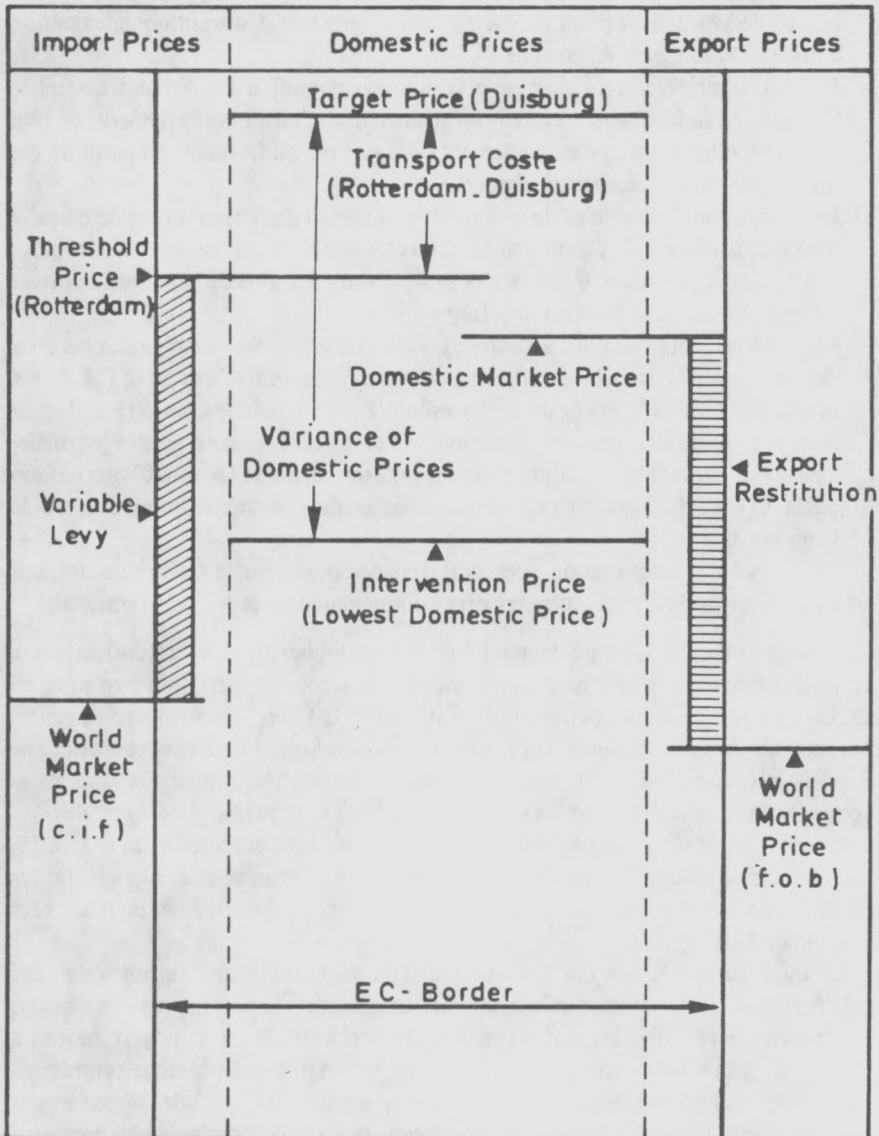 Import Prices
Domestic Prices
Export Prices
Target Price (Duisburg)
Transport Coste
(Rotterdam . Duisburg)
Threshold
Price
(Rotterdam)
Domestic Market Price
Variance of
Domestic Prices
Export
Restitution
Variable
Levy
Intervention Price
(Lowest Domestic Price)
World
Market
Price
(c.i.f)
World
Market
Price
(f.o.b)
EC-Border